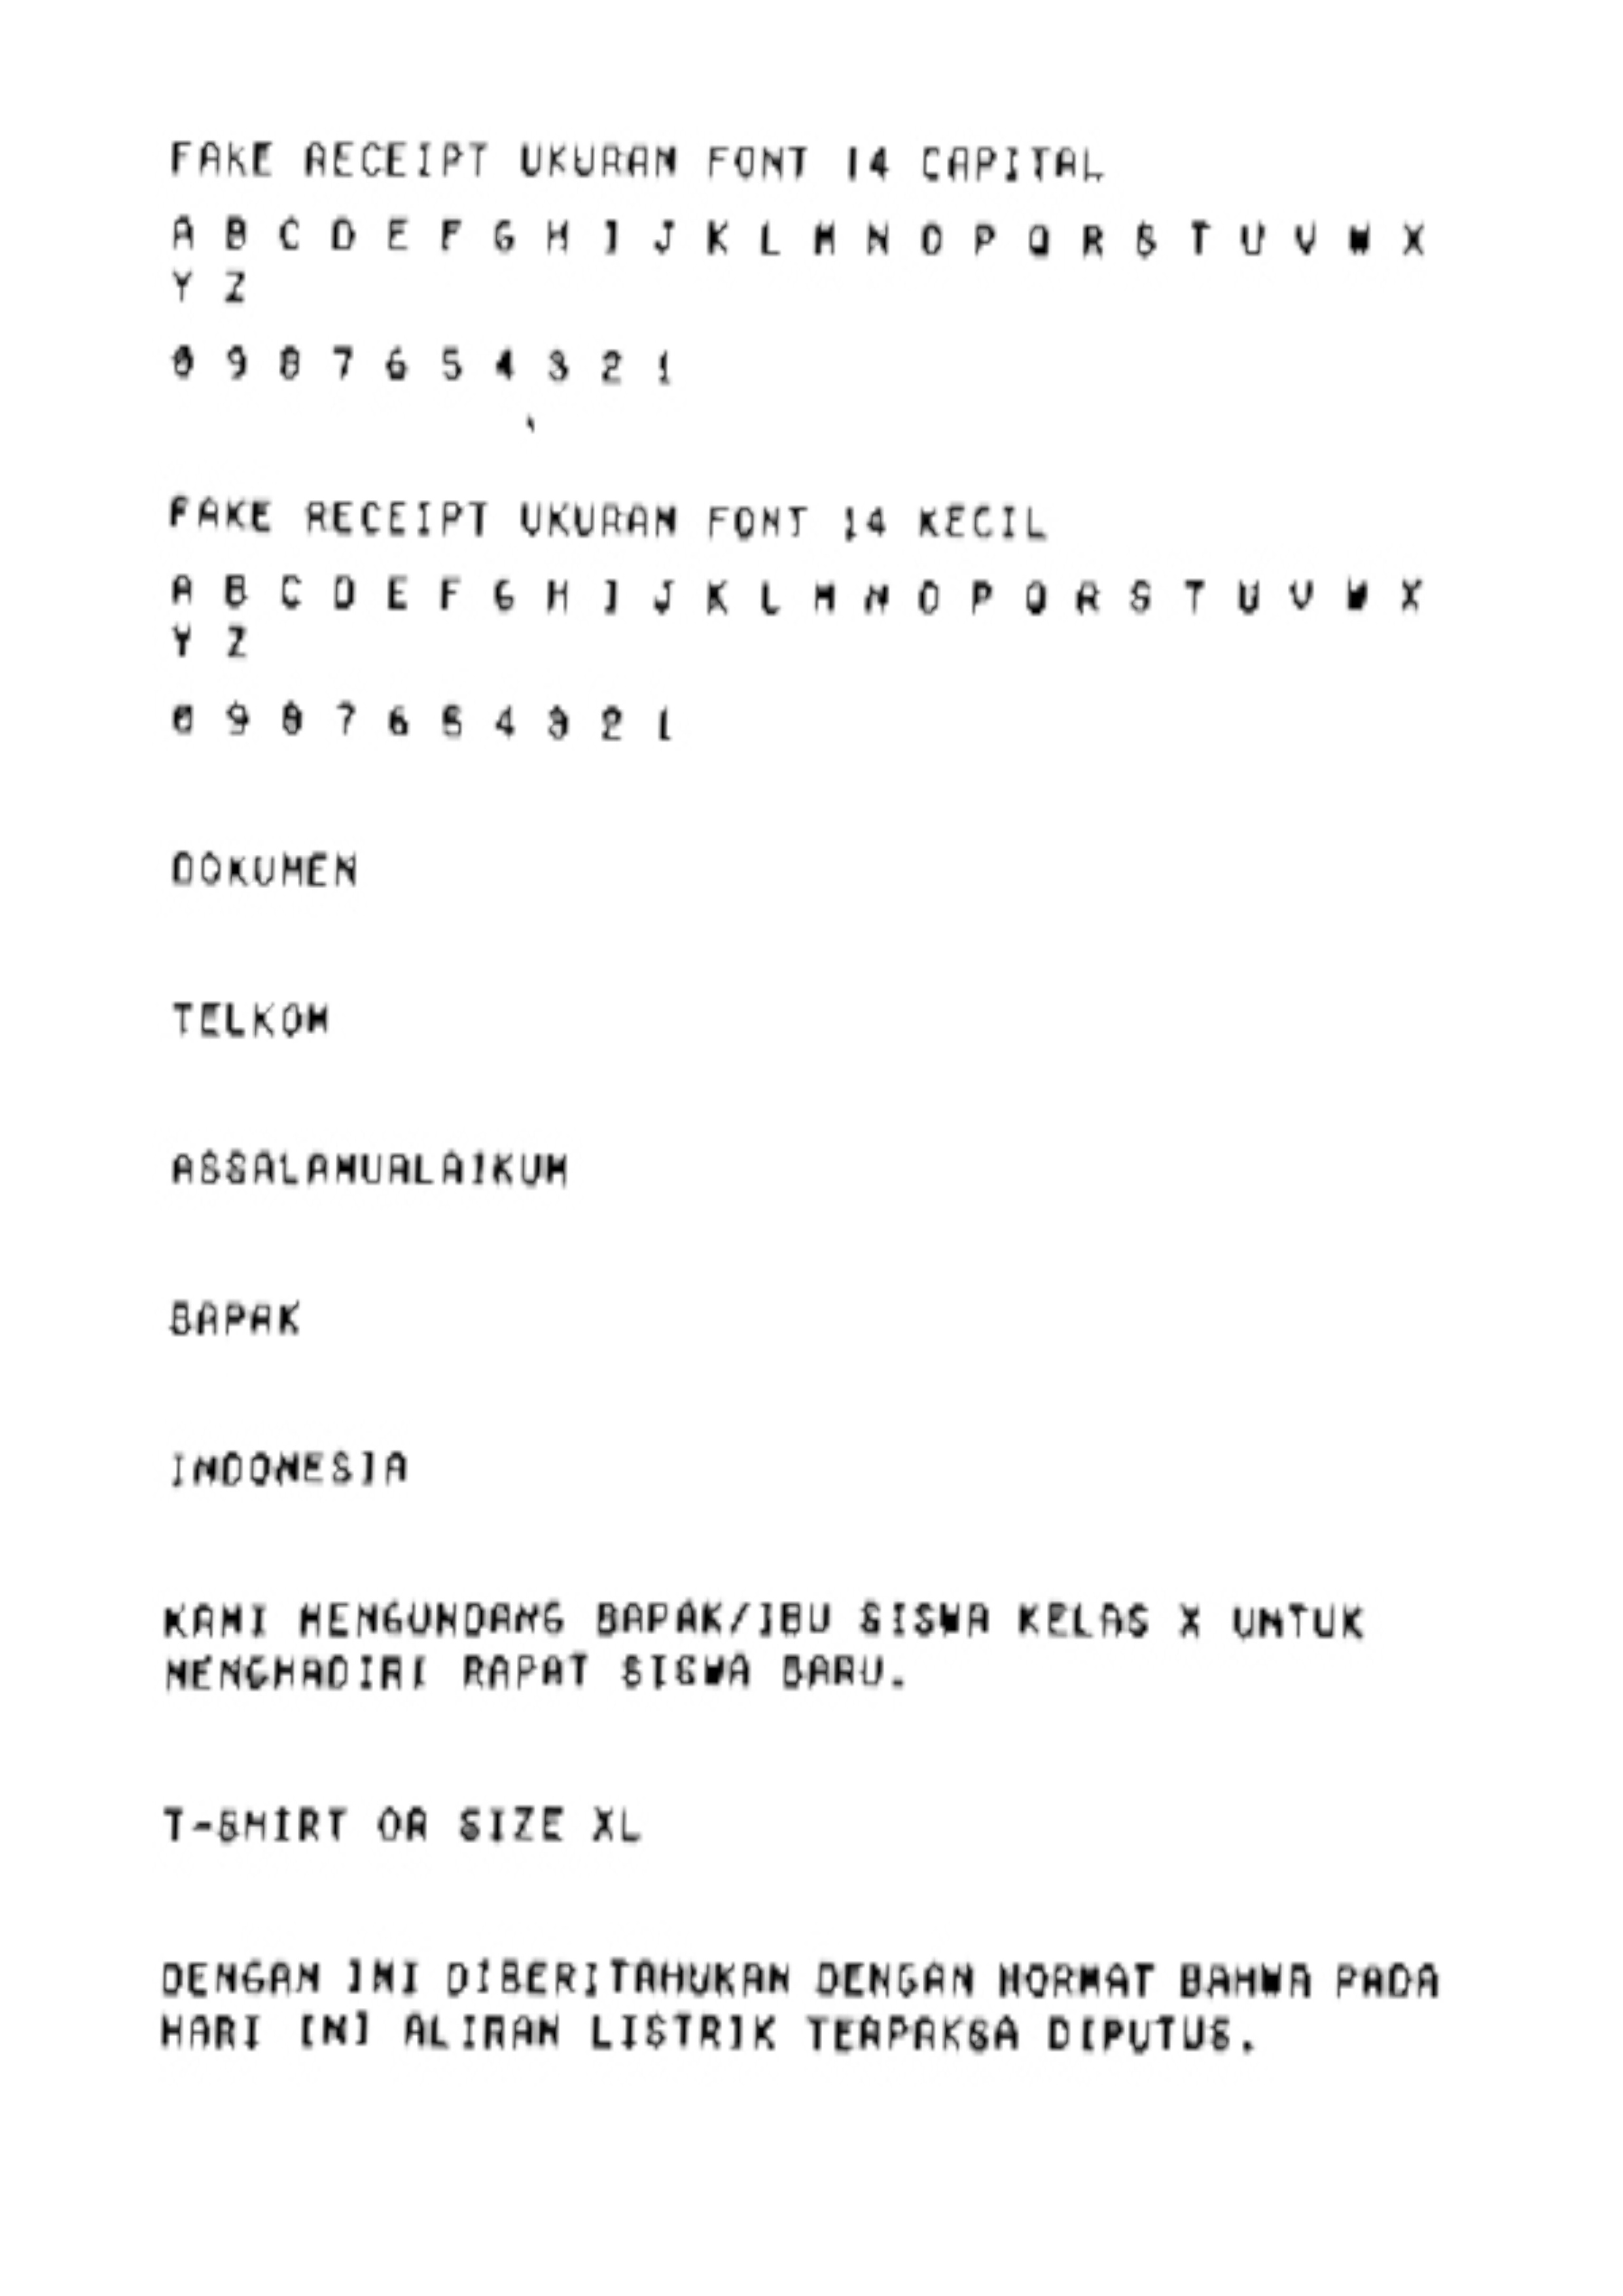 FAKE RECEIPT UKURAN FONT 14 CAPITAL
A B C D E F G H I J K L M N O P Q R S T U V W X
Y Z
0 9 8 7 6 5 4 3 2 1
FAKE RECEIPT UKURAN FONT 14 KECIL
A B C D E F G H I J K L M N O P Q R S T U V W X
Y Z
0 9 8 7 6 5 4 3 2 1
DOKUMEN
TELKOM
ASSALAMUALAIKUM
BAPAK
INDONESIA
KAMI MENGUNDANG BAPAK/IBU SISWA KELAS X UNTUK
MENGHADIRI RAPAT SISWA BARU.
T-SHIRT OR SIZE XL
DENGAN INI DIBERITAHUKAN DENGAN HORMAT BAHWA PADA
HARI INI ALIRAN LISTRIK TERPAKSA DIPUTUS.